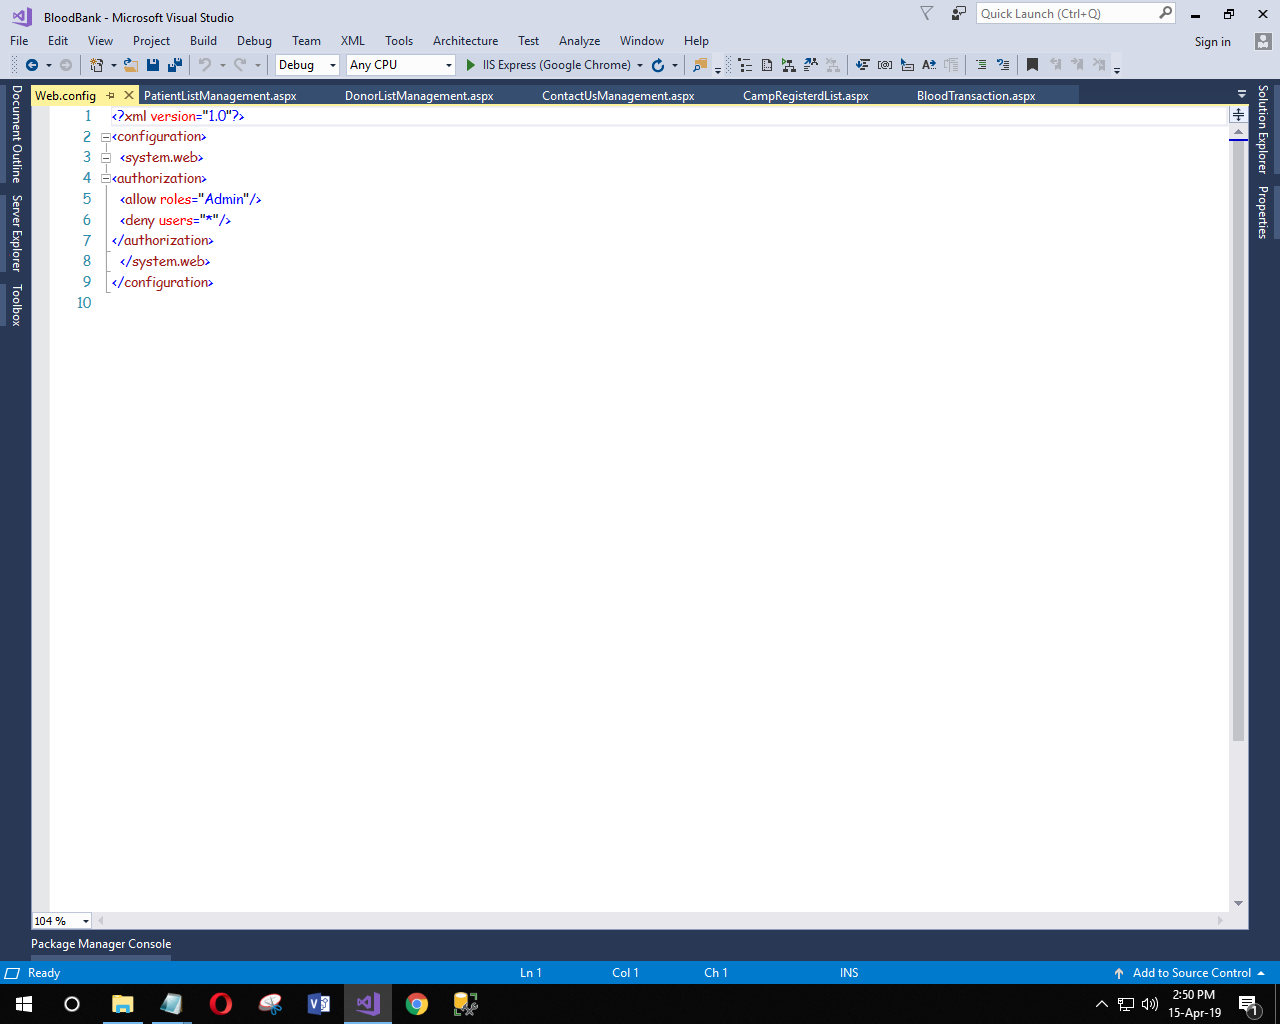 BloodBank - Microsoft Visual Studio
Quick Launch (Ctrl+Q)
File Edit View Project Build Debug Team XML Tools Architecture Test Analyze Window Help
Sign in
Debug Any CPU IIS Express (Google Chrome)
Web.config PatientListManagement.aspx DonorListManagement.aspx ContactUsManagement.aspx CampRegisterdList.aspx BloodTransaction.aspx
Document Outline
Server Explorer
Toolbox
1 <?xml version="1.0"?>
2 <configuration>
3 <system.web>
4 <authorization>
5 <allow roles="Admin"/>
6 <deny users="*"/>
7 </authorization>
8 </system.web>
9 </configuration>
10
Solution Explorer
Properties
104 %
Package Manager Console
Ready Ln 1 Col 1 Ch 1 INS Add to Source Control
2:50 PM
15-Apr-19
1